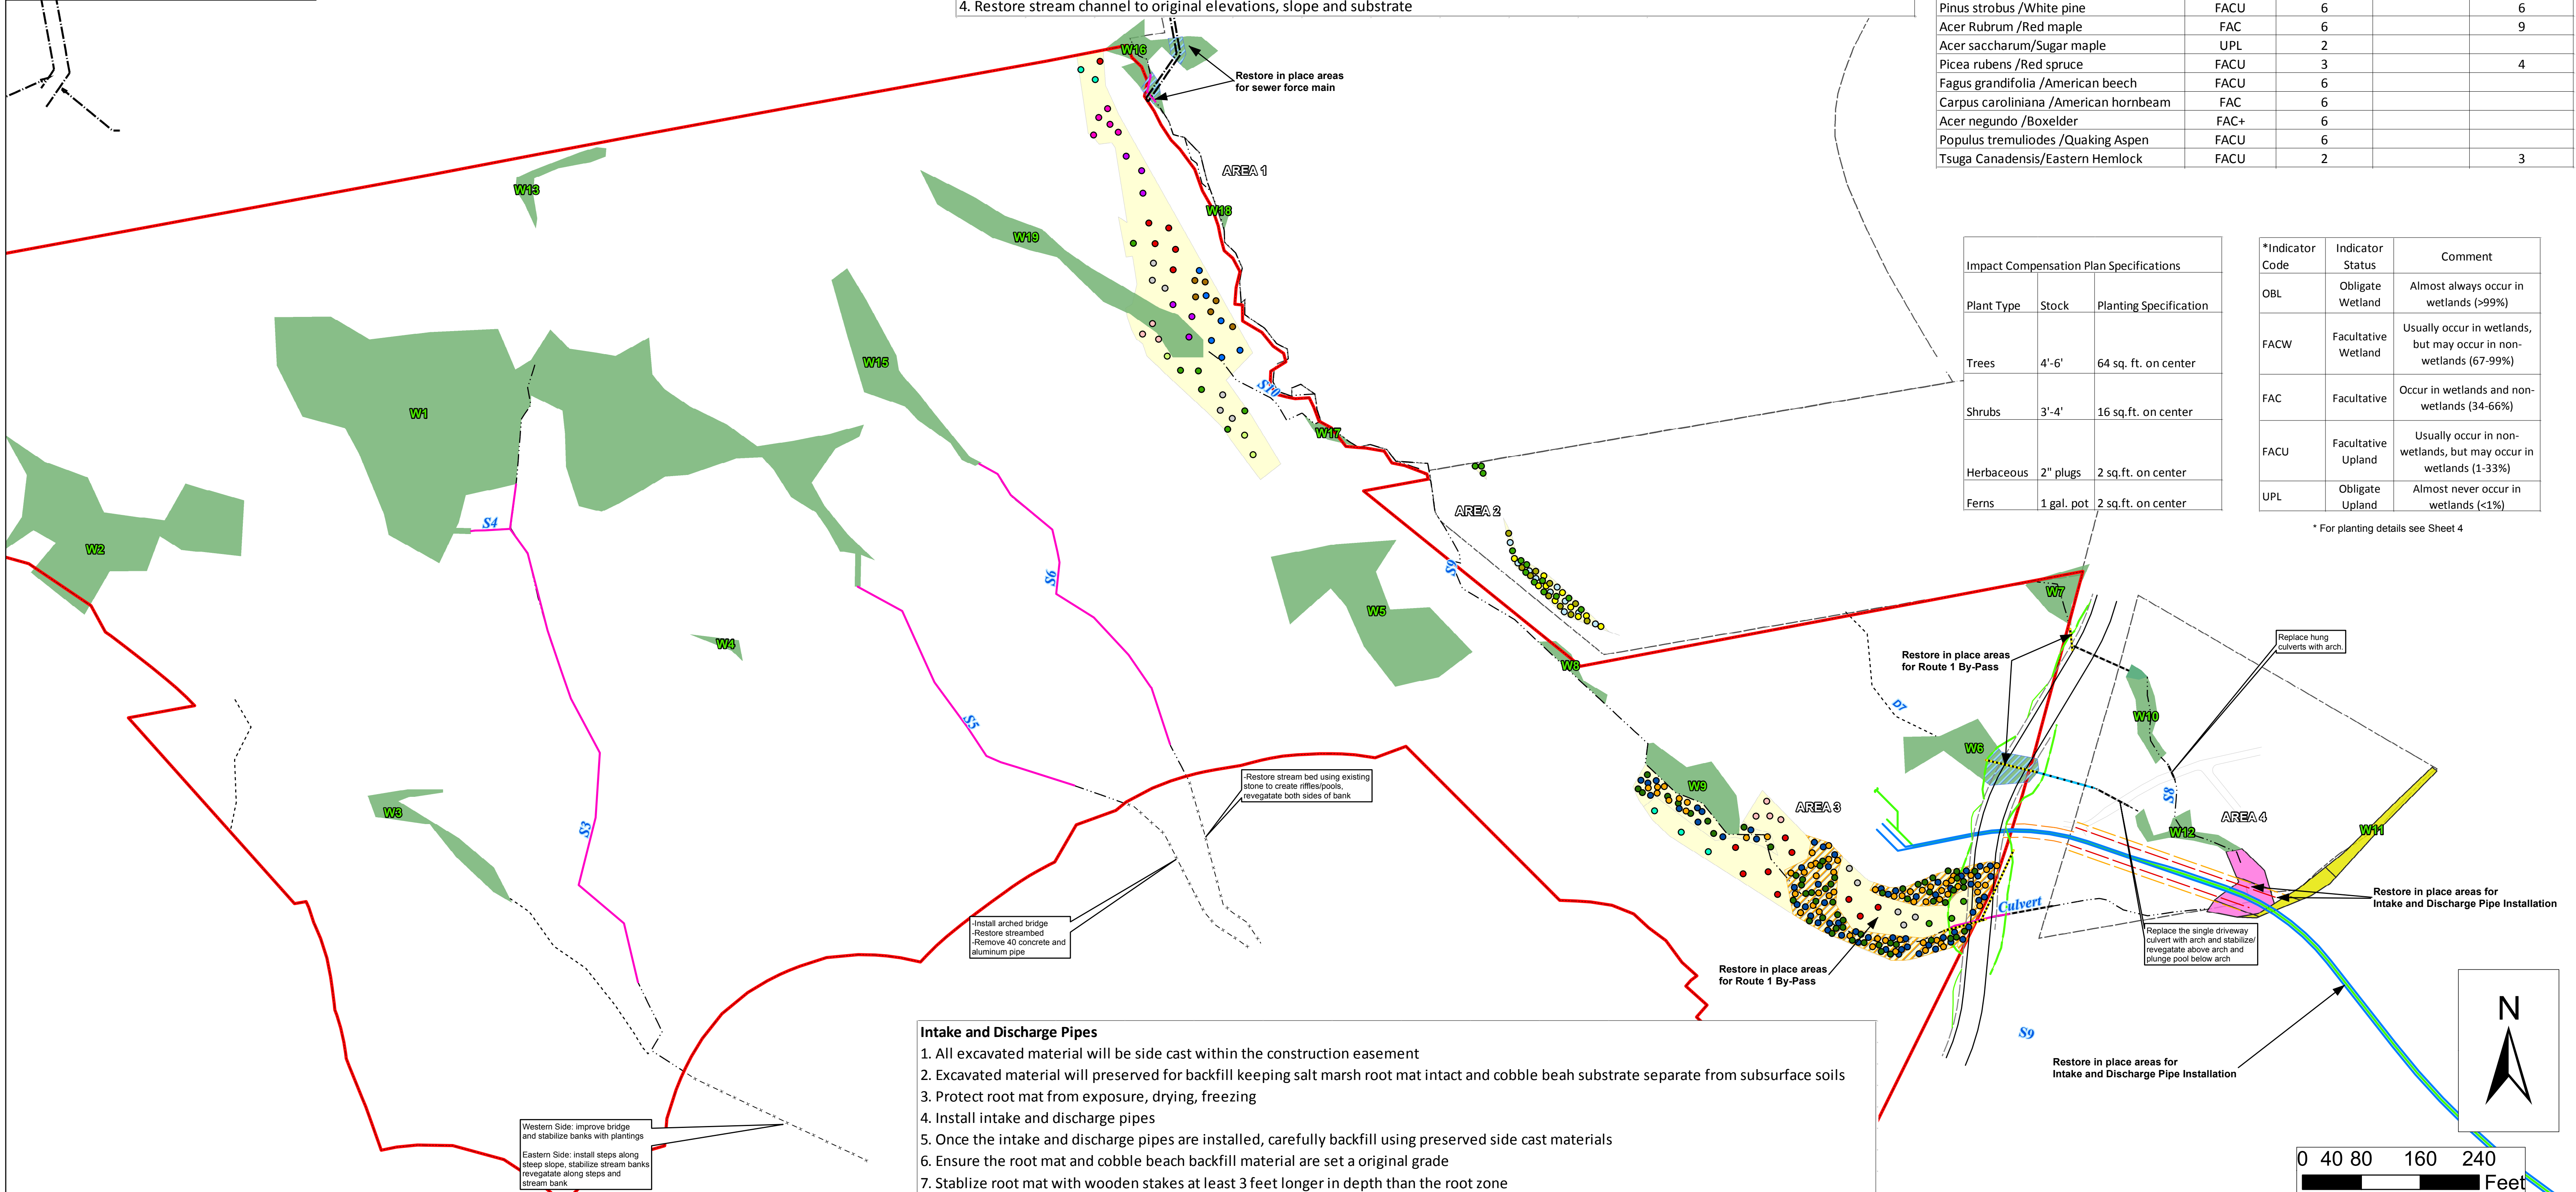 4. Restore stream channel to original elevations, slope and substrate
Pinus strobus /White pine FACU 6 6
Acer Rubrum /Red maple FAC 6 9
Acer saccharum/Sugar maple UPL 2
Picea rubens /Red spruce FACU 3 4
Fagus grandifolia /American beech FACU 6
Carpus caroliniana /American hornbeam FAC 6
Acer negundo /Boxelder FAC+ 6
Populus tremuliodes /Quaking Aspen FACU 6
Tsuga Canadensis/Eastern Hemlock FACU 2 3
W16
Restore in place areas
for sewer force main
AREA 1
W13
W18
W19
Impact Compensation Plan Specifications
Plant Type Stock Planting Specification
Trees 4'-6' 64 sq. ft. on center
Shrubs 3'-4' 16 sq.ft. on center
Herbaceous 2" plugs 2 sq.ft. on center
Ferns 1 gal. pot 2 sq.ft. on center
*Indicator Code
Indicator Status
Comment
OBL
Obligate Wetland
Almost always occur in
wetlands (>99%)
FACW
Facultative Wetland
Usually occur in wetlands,
but may occur in non-
wetlands (67-99%)
FAC
Facultative
Occur in wetlands and non-
wetlands (34-66%)
FACU
Facultative Upland
Usually occur in non-
wetlands, but may occur in
wetlands (1-33%)
UPL
Obligate Upland
Almost never occur in
wetlands (<1%)
* For planting details see Sheet 4
W15
W1
S10
W17
AREA 2
S4
W2
S9
S6
W5
W4
W8
W7
Restore in place areas
for Route 1 By-Pass
Replace hung
culverts with arch.
D7
W10
S5
W6
W9
AREA 3
S8
W12
AREA 4
W11
-Restore stream bed using existing
stone to create riffles/pools,
revegatate both sides of bank
W3
S3
Culvert
Restore in place areas for
Intake and Discharge Pipe Installation
-Install arched bridge
-Restore streambed
-Remove 40 concrete and
aluminum pipe
Replace the single driveway
culvert with arch and stabilize/
revegatate above arch and
plunge pool below arch
Restore in place areas
for Route 1 By-Pass
S9
Restore in place areas for
Intake and Discharge Pipe Installation
N
Intake and Discharge Pipes
1. All excavated material will be side cast within the construction easement
2. Excavated material will preserved for backfill keeping salt marsh root mat intact and cobble beah substrate separate from subsurface soils
3. Protect root mat from exposure, drying, freezing
4. Install intake and discharge pipes
5. Once the intake and discharge pipes are installed, carefully backfill using preserved side cast materials
6. Ensure the root mat and cobble beach backfill material are set a original grade
7. Stablize root mat with wooden stakes at least 3 feet longer in depth than the root zone
Western Side: improve bridge
and stabilize banks with plantings
Eastern Side: install steps along
steep slope, stabilize stream banks
revegatate along steps and
stream bank
0 40 80 160 240
Feet